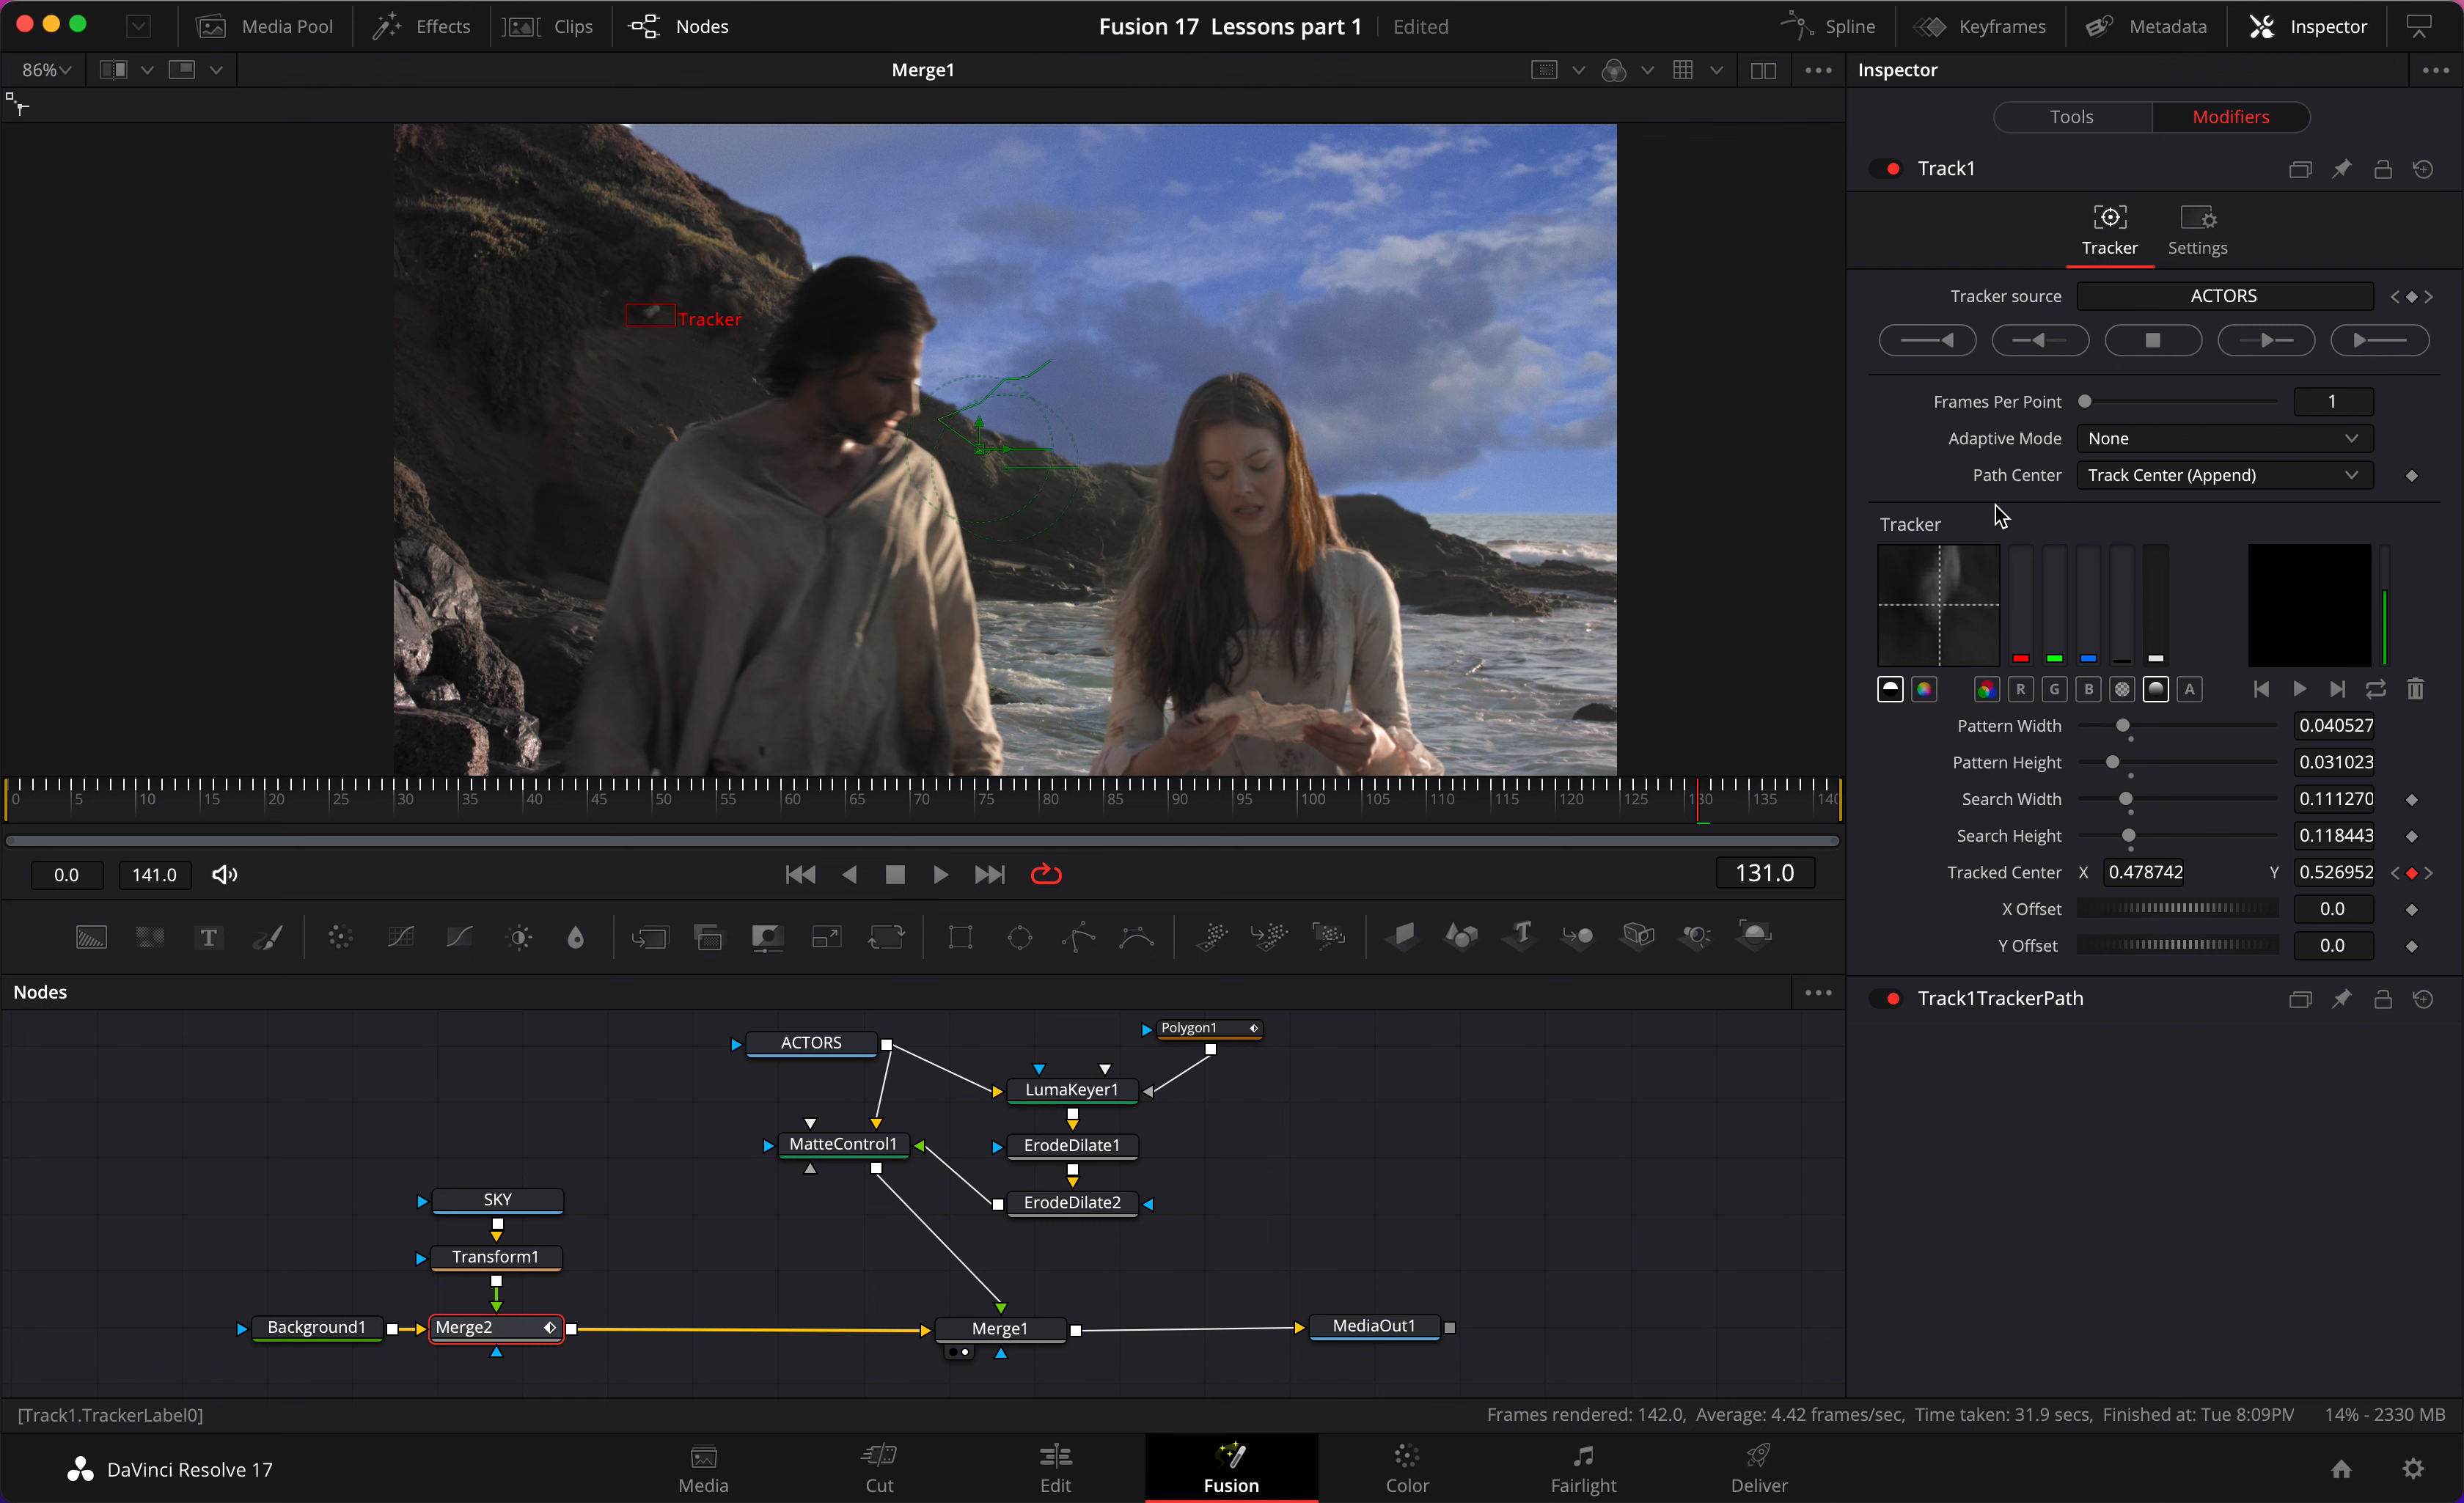 Media Pool Effects Clips Nodes Fusion 17 Lessons part 1 Edited Spline Keyframes Metadata Inspector
86% Merge1 Inspector
Tools Modifiers
Track1
Tracker Settings
Tracker source ACTORS
Tracker
Frames Per Point 1
Adaptive Mode None
Path Center Track Center (Append)
Tracker
R G B A
Pattern Width 0.040527
Pattern Height 0.031023
Search Width 0.111270
Search Height 0.118443
Tracked Center X 0.478742 Y 0.526952
X Offset 0.0
Y Offset 0.0
Track1TrackerPath
0 5 10 15 20 25 30 35 40 45 50 55 60 65 70 75 80 85 90 95 100 105 110 115 120 125 130 135 140
0.0 141.0 131.0
T T
Nodes
Polygon1
ACTORS
LumaKeyer1
MatteControl1 ErodeDilate1
SKY ErodeDilate2
Transform1
Background1 Merge2 Merge1 MediaOut1
[Track1.TrackerLabel0] Frames rendered: 142.0, Average: 4.42 frames/sec, Time taken: 31.9 secs, Finished at: Tue 8:09PM 14% - 2330 MB
DaVinci Resolve 17 Media Cut Edit Fusion Color Fairlight Deliver